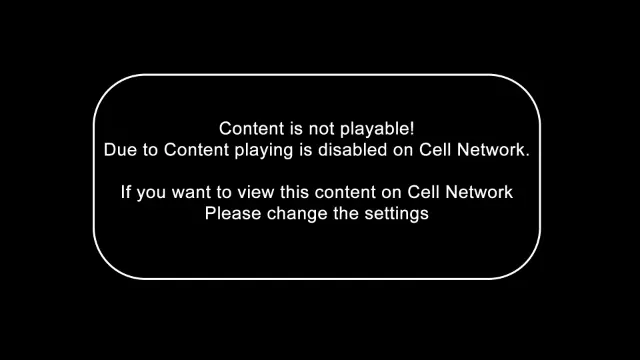 Content is not playable!
Due to Content playing is disabled on Cell Network.
If you want to view this content on Cell Network
Please change the settings